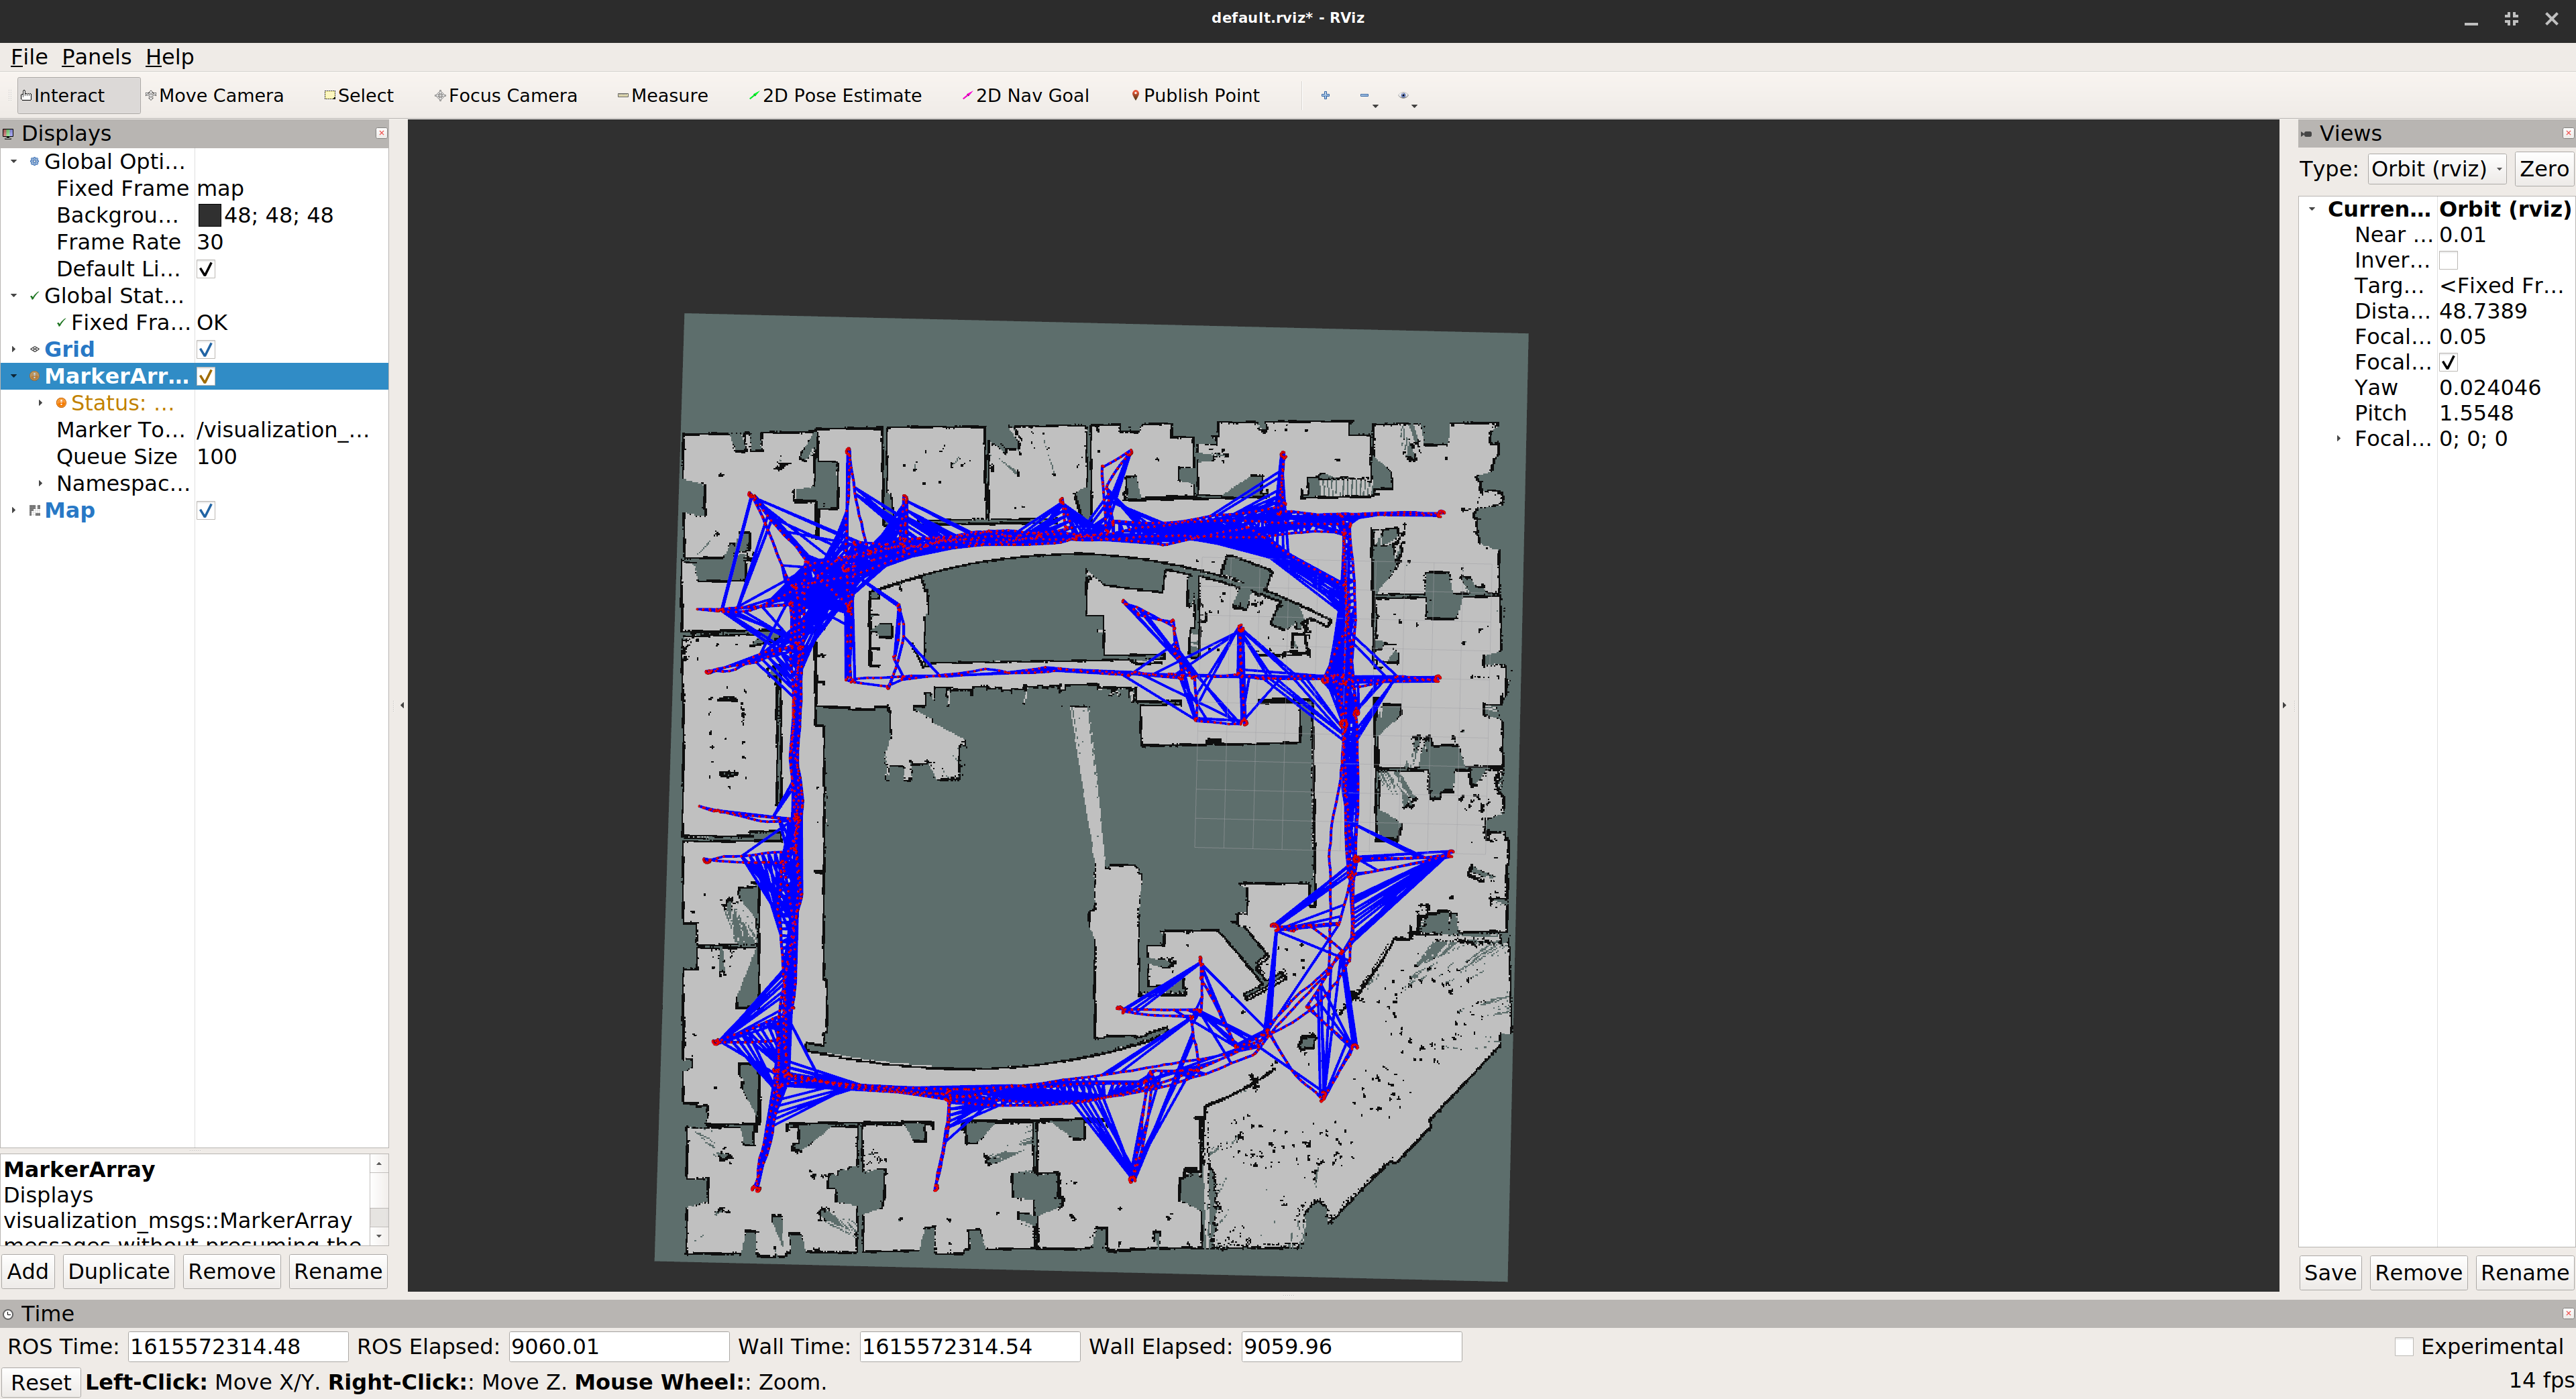 default.rviz* - RViz
File Panels Help
Interact Move Camera Select Focus Camera Measure 2D Pose Estimate 2D Nav Goal Publish Point
Displays
Global Opti...
Fixed Frame map
Backgrou... 48; 48; 48
Frame Rate 30
Default Li...
Global Stat...
Fixed Fra... OK
Grid
MarkerArr...
Status: ...
Marker To... /visualization_...
Queue Size 100
Namespac...
Map
MarkerArray
Displays
visualization_msgs::MarkerArray
messages without presuming the
Add Duplicate Remove Rename
Views
Type: Orbit (rviz) Zero
Curren... Orbit (rviz)
Near ... 0.01
Inver...
Targ... <Fixed Fr...
Dista... 48.7389
Focal... 0.05
Focal...
Yaw 0.024046
Pitch 1.5548
Focal... 0; 0; 0
Save Remove Rename
Time
ROS Time: 1615572314.48 ROS Elapsed: 9060.01 Wall Time: 1615572314.54 Wall Elapsed: 9059.96 Experimental
Reset Left-Click: Move X/Y. Right-Click:: Move Z. Mouse Wheel:: Zoom. 14 fps